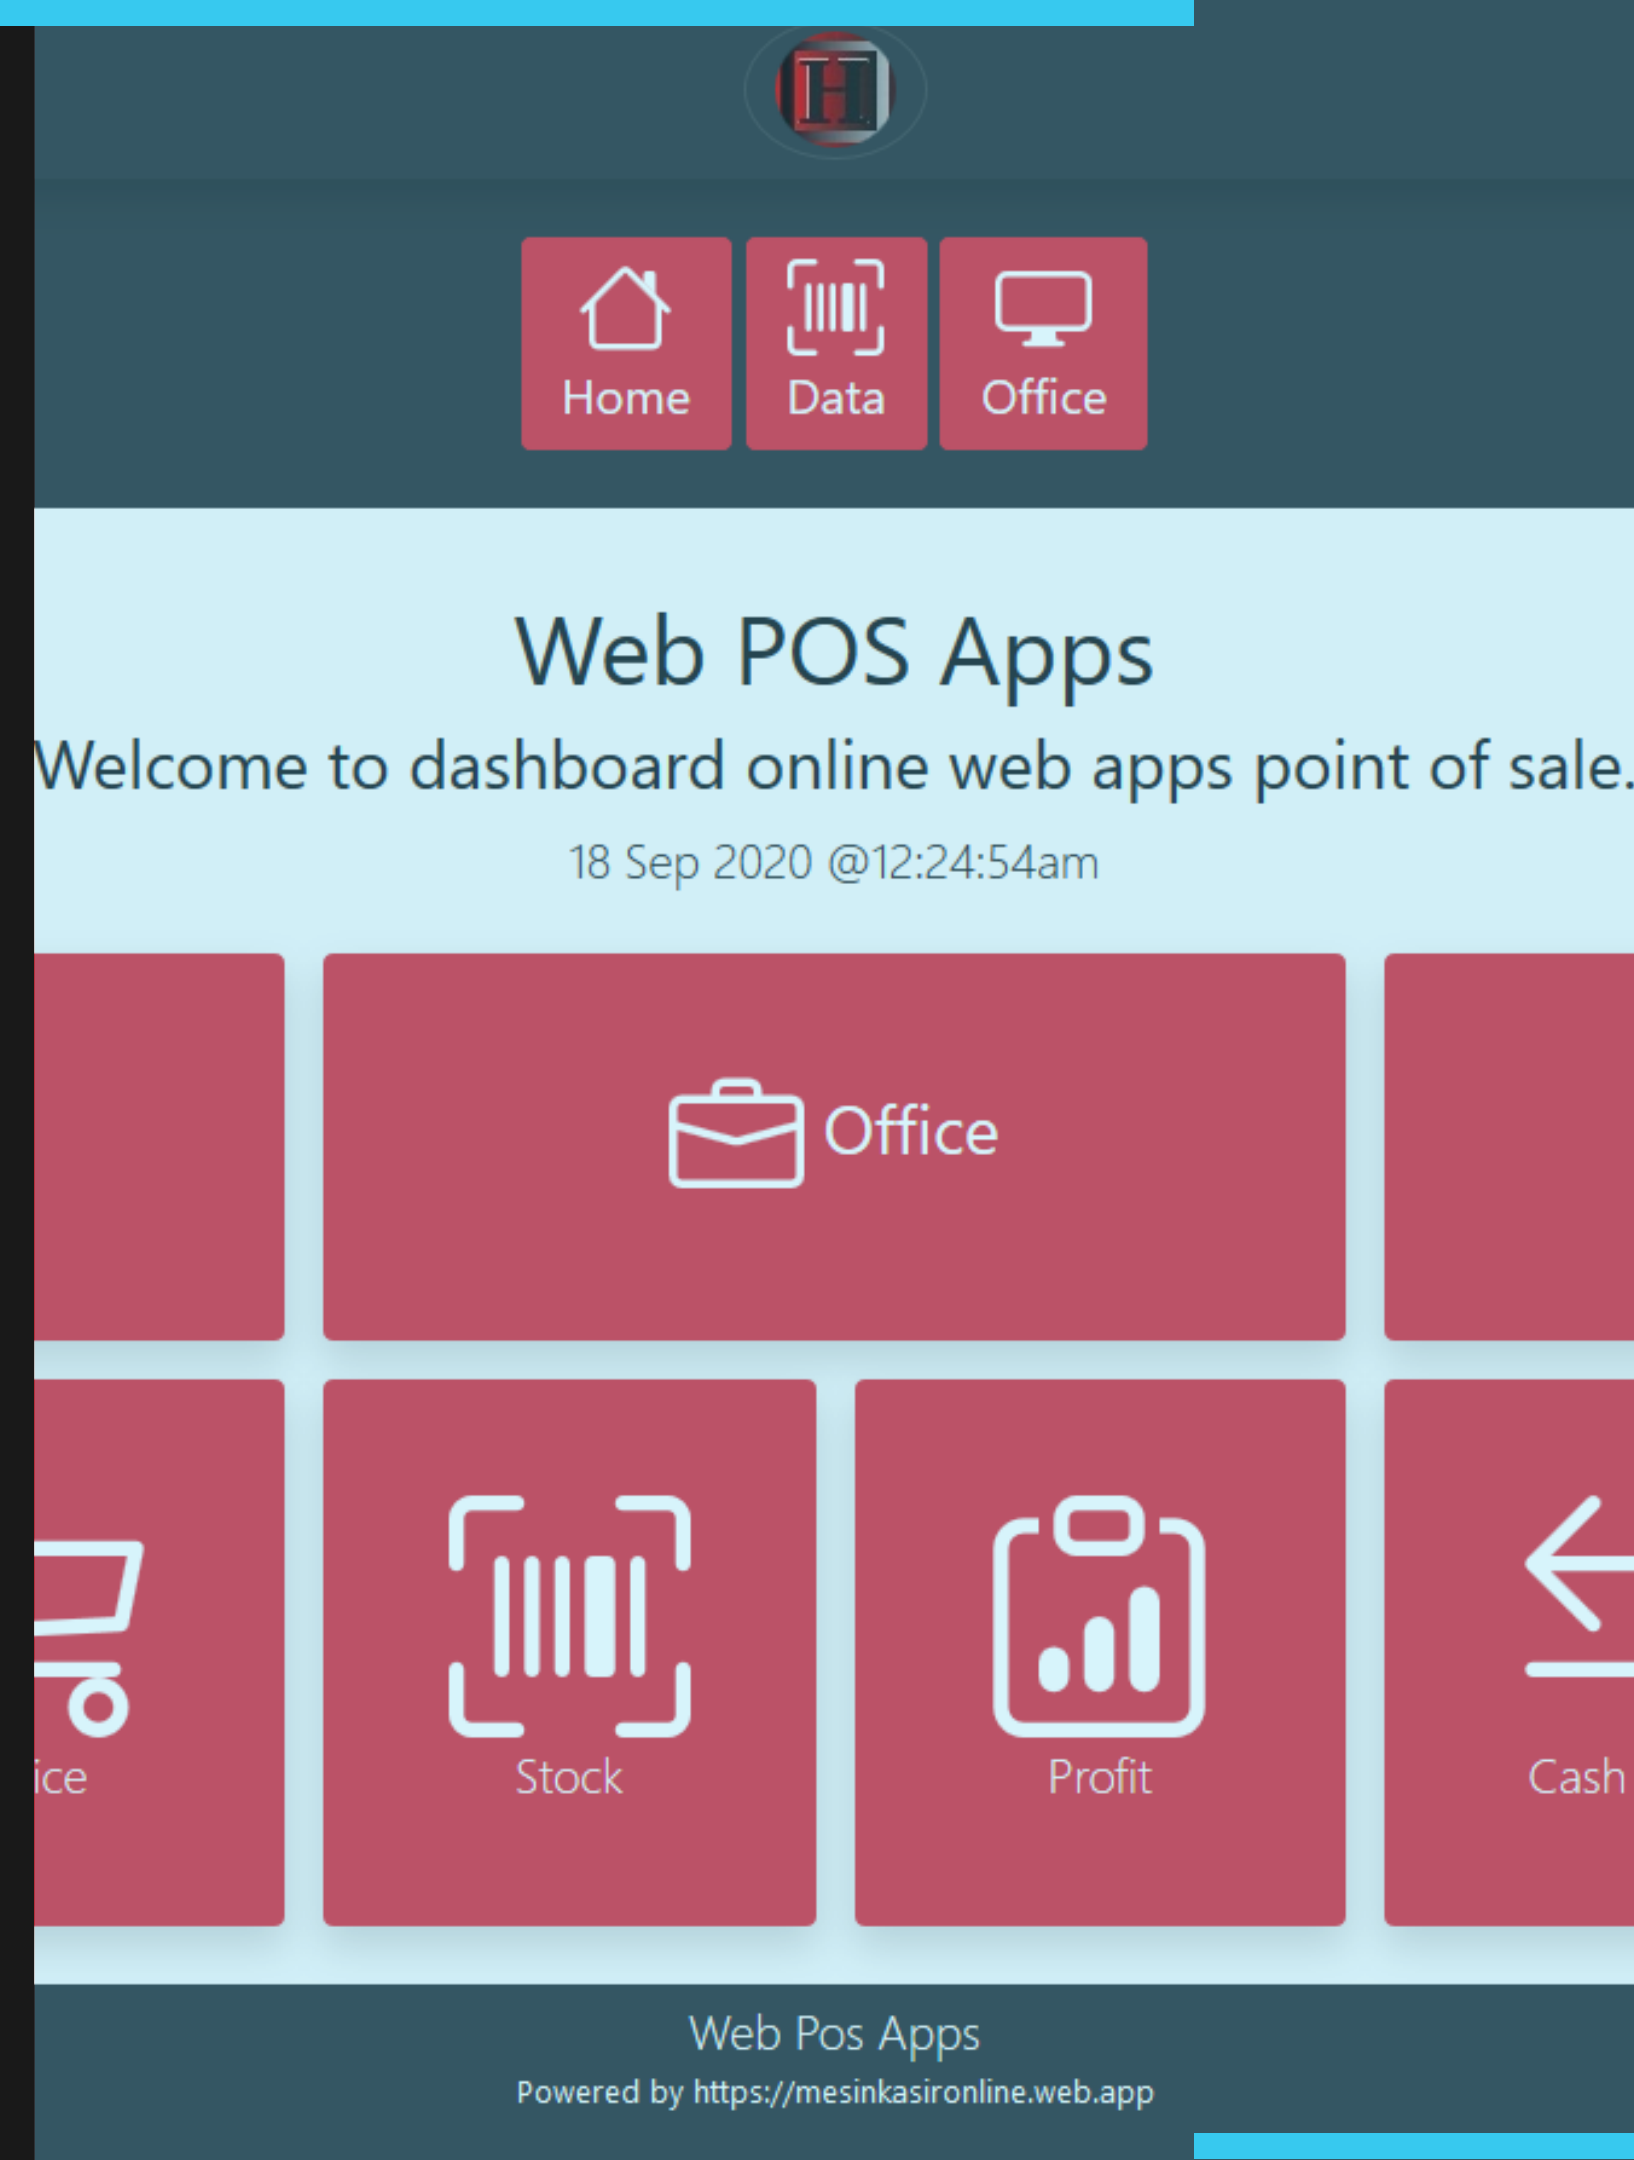 H
Home Data Office
Web POS Apps
Welcome to dashboard online web apps point of sale.
18 Sep 2020 @12:24:54am
Office
ice Stock Profit Cash
Web Pos Apps
Powered by https://mesinkasironline.web.app